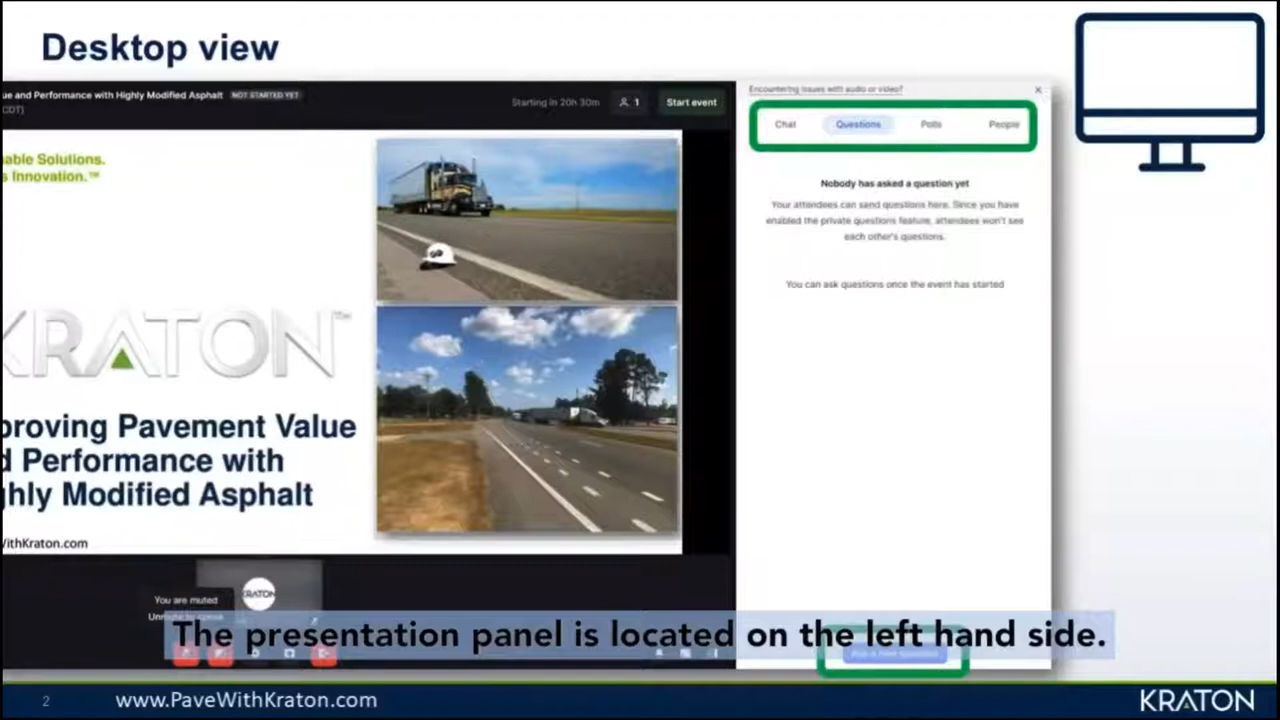 Desktop view
ue and Performance with Highly Modified Asphalt NOT STARTED YET
CDT)
Starting in 20h 30m
1
Start event
Encountering issues with audio or video?
Chat Questions Polls People
nable Solutions.
s Innovation.™
KRATON™
proving Pavement Value
d Performance with
ghly Modified Asphalt
WithKraton.com
Nobody has asked a question yet
Your attendees can send questions here. Since you have
enabled the private questions feature, attendees won't see
each other's questions.
You can ask questions once the event has started
KRATON
You are muted
Unmute to speak
The presentation panel is located on the left hand side.
2
www.PaveWithKraton.com
KRATON